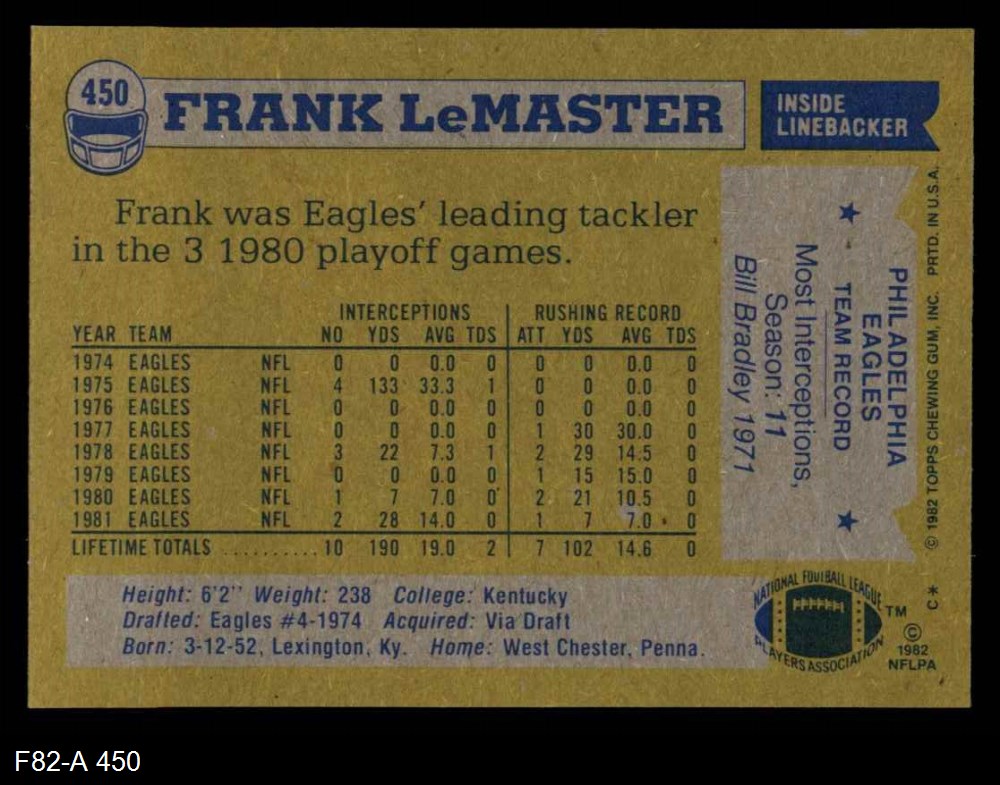 450
FRANK LeMASTER
INSIDE
LINEBACKER
Frank was Eagles' leading tackler
in the 3 1980 playoff games.
INTERCEPTIONS RUSHING RECORD
YEAR TEAM NO YDS AVG TDS ATT YDS AVG TDS
1974 EAGLES NFL 0 0 0.0 0 0 0 0.0 0
1975 EAGLES NFL 4 133 33.3 1 0 0 0.0 0
1976 EAGLES NFL 0 0 0.0 0 0 0 0.0 0
1977 EAGLES NFL 0 0 0.0 0 1 30 30.0 0
1978 EAGLES NFL 3 22 7.3 1 2 29 14.5 0
1979 EAGLES NFL 0 0 0.0 0 1 15 15.0 0
1980 EAGLES NFL 1 7 7.0 0 2 21 10.5 0
1981 EAGLES NFL 2 28 14.0 0 1 7 7.0 0
LIFETIME TOTALS .......... 10 190 19.0 2 7 102 14.6 0
Height: 6'2" Weight: 238 College: Kentucky
Drafted: Eagles #4-1974 Acquired: Via Draft
Born: 3-12-52, Lexington, Ky. Home: West Chester, Penna.
PHILADELPHIA
EAGLES
★ TEAM RECORD ★
Most Interceptions,
Season: 11
Bill Bradley 1971
© 1982 TOPPS CHEWING GUM, INC. PRTD. IN U.S.A.
C*
NATIONAL FOOTBALL LEAGUE
PLAYERS ASSOCIATION
TM
©
1982
NFLPA
F82-A 450